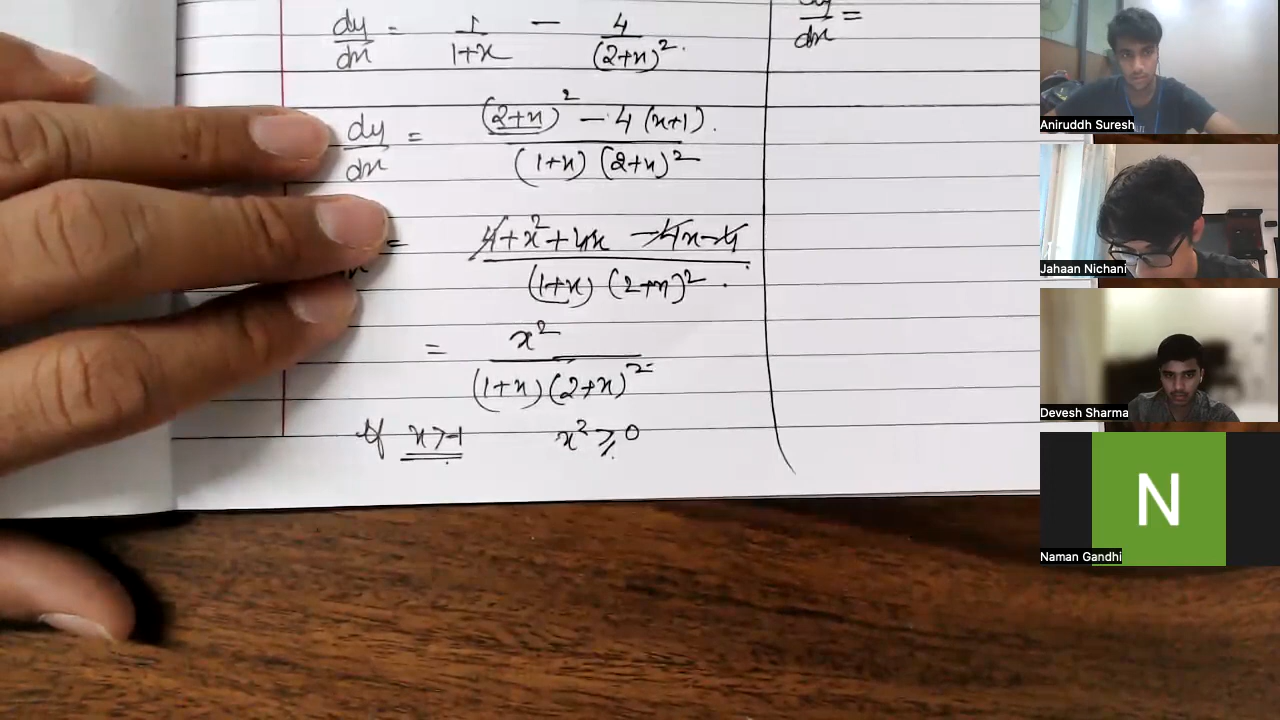 dy/dx = 1/(1+x) − 4/(2+x)².
dy/dx = ((2+x)² − 4(x+1))/((1+x)(2+x)²).
= (4+x²+4x −4x−4)/((1+x)(2+x)²).
= x²/((1+x)(2+x)²)
If x>-1 x² ≥ 0
dy/dx =
Aniruddh Suresh
Jahaan Nichani
Devesh Sharma
N
Naman Gandhi